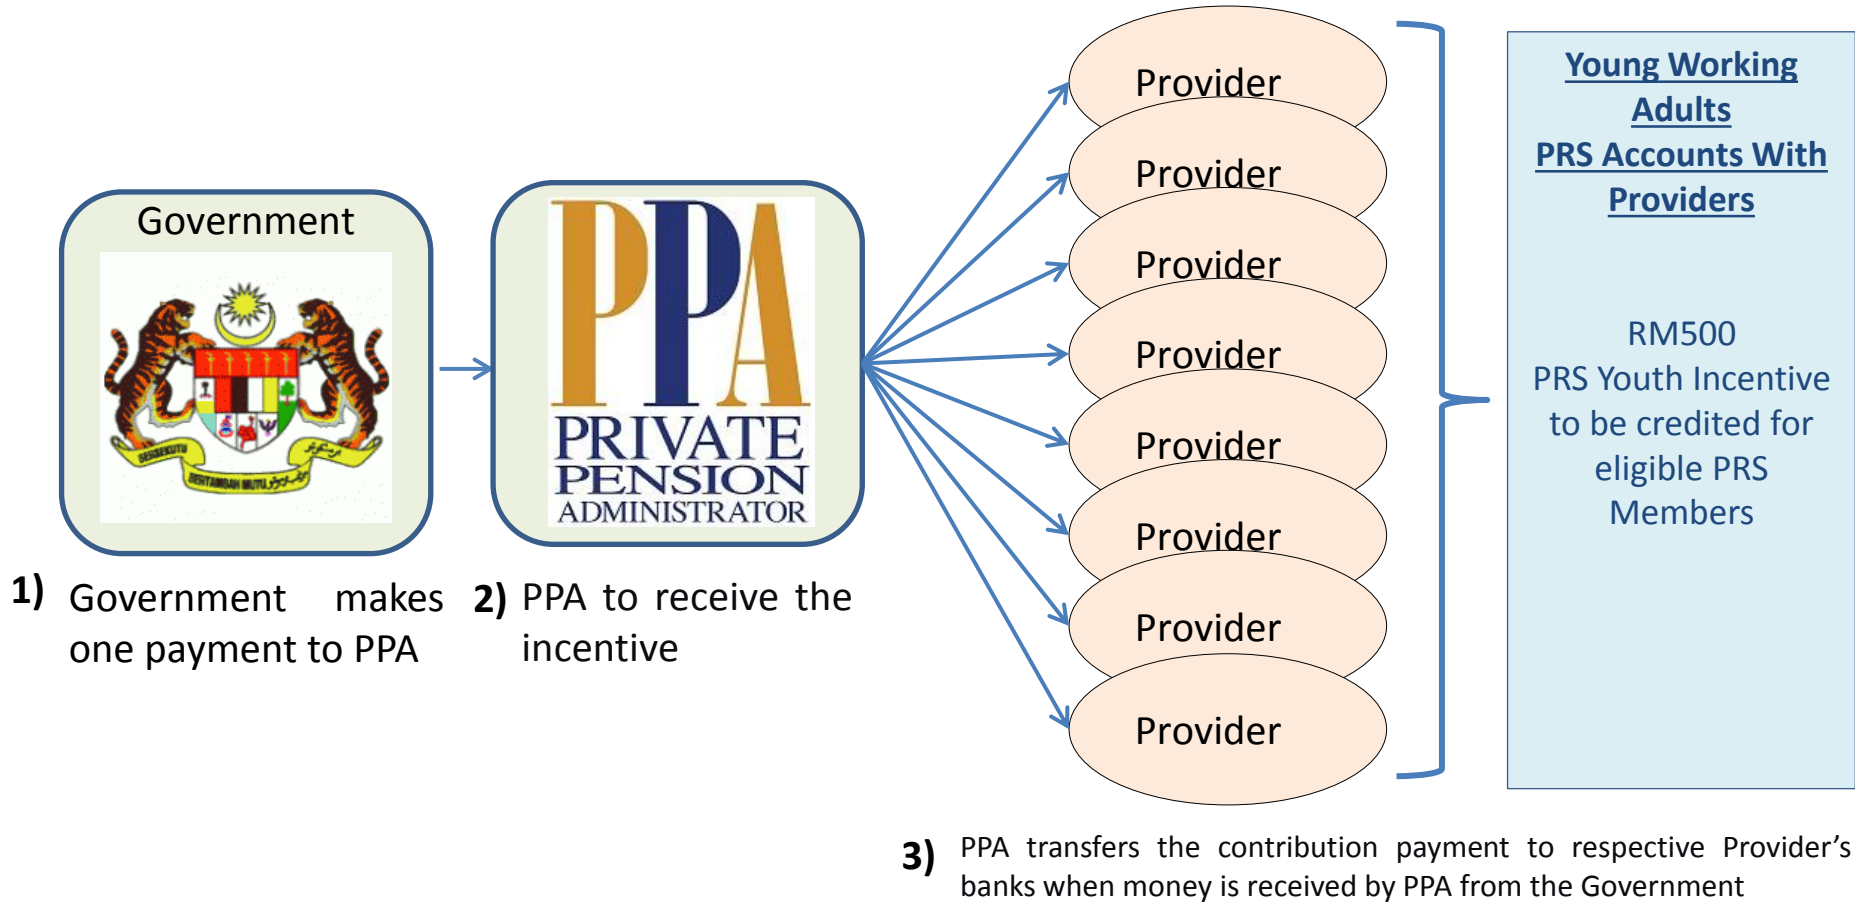 Government
BERSEKUTU
BERTAMBAH MUTU
1) Government makes
one payment to PPA
PPA
PRIVATE
PENSION
ADMINISTRATOR
2) PPA to receive the
incentive
Provider
Provider
Provider
Provider
Provider
Provider
Provider
Provider
3) PPA transfers the contribution payment to respective Provider’s
banks when money is received by PPA from the Government
Young Working
Adults
PRS Accounts With
Providers
RM500
PRS Youth Incentive
to be credited for
eligible PRS
Members